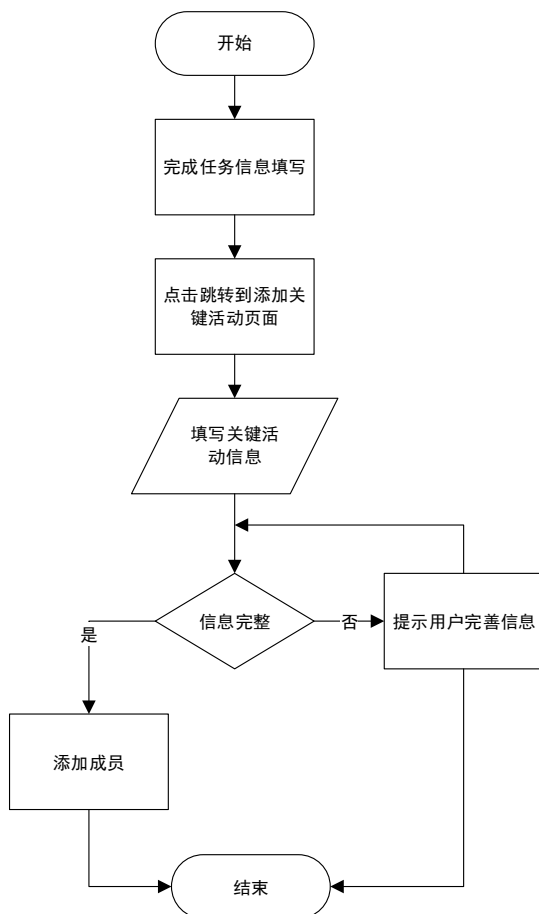 开始
完成任务信息填写
点击跳转到添加关
键活动页面
填写关键活
动信息
信息完整
否
提示用户完善信息
是
添加成员
结束